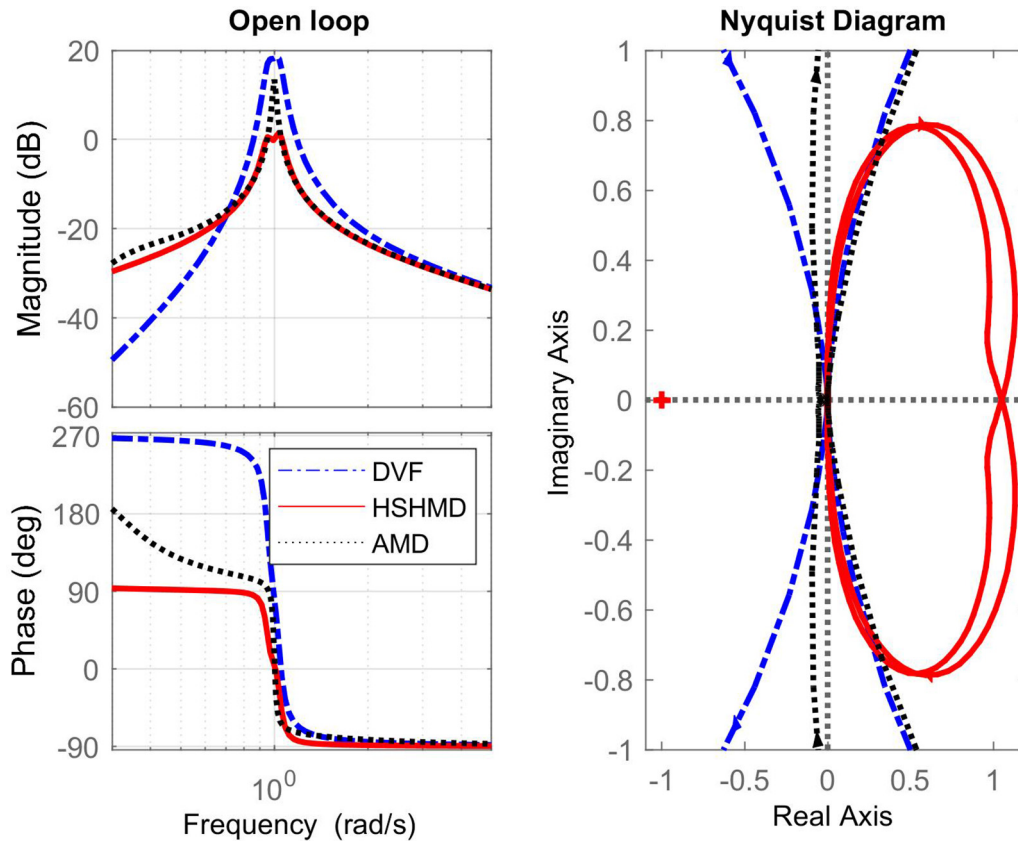 Open loop
20
0
-20
-40
-60
Magnitude (dB)
270
180
90
0
-90
Phase (deg)
DVF
HSHMD
AMD
10^0
Frequency (rad/s)
Nyquist Diagram
1
0.8
0.6
0.4
0.2
0
-0.2
-0.4
-0.6
-0.8
-1
Imaginary Axis
-1
-0.5
0
0.5
1
Real Axis